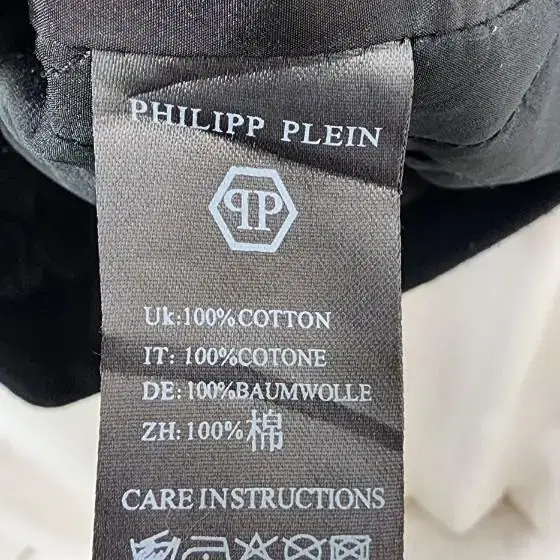 PHILIPP PLEIN
PP
Uk:100%COTTON
IT: 100%COTONE
DE:100%BAUMWOLLE
ZH:100%棉
CARE INSTRUCTIONS